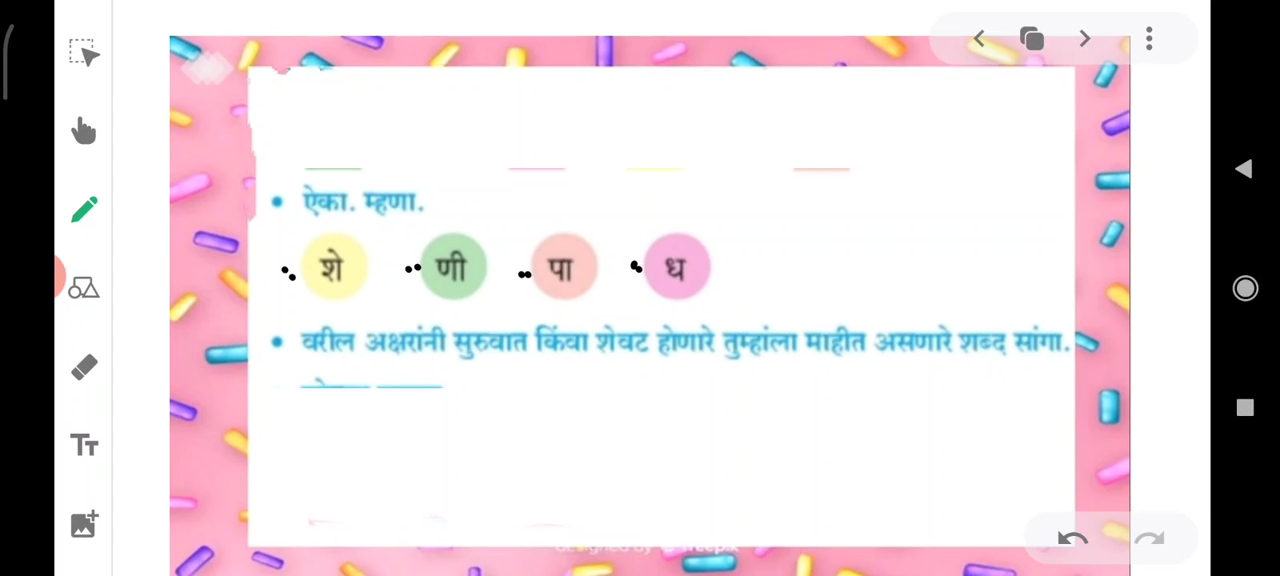 ऐका. म्हणा.
शे णी पा ध
वरील अक्षरांनी सुरुवात किंवा शेवट होणारे तुम्हांला माहीत असणारे शब्द सांगा.